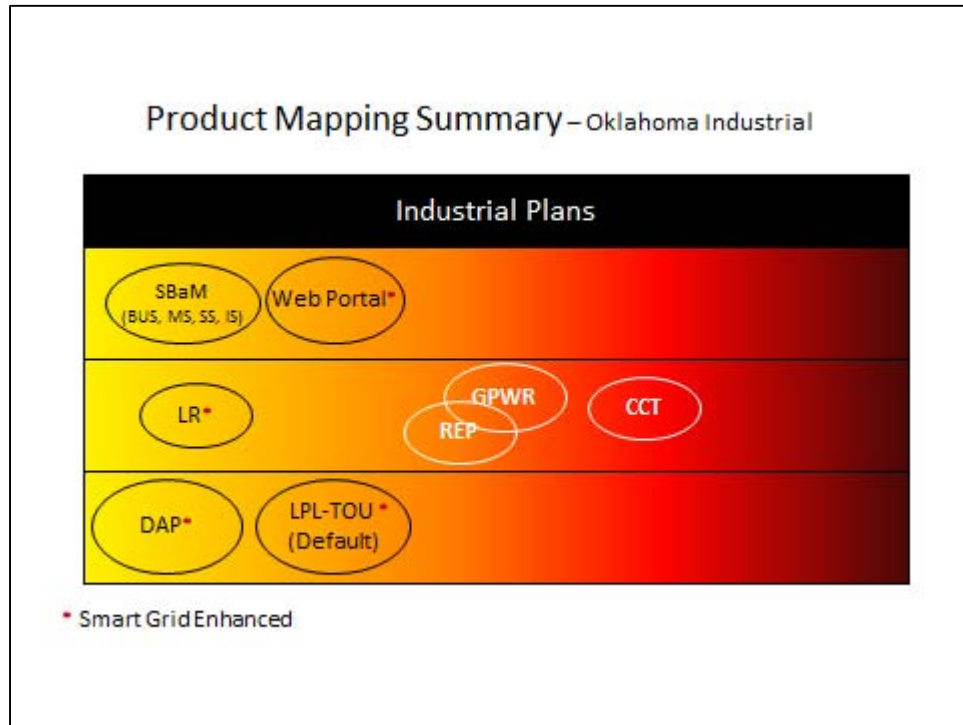 Product Mapping Summary – Oklahoma Industrial
Industrial Plans
SBaM
(BUS, MS, SS, IS)
Web Portal*
LR*
GPWR
REP
CCT
DAP*
LPL-TOU *
(Default)
* Smart Grid Enhanced